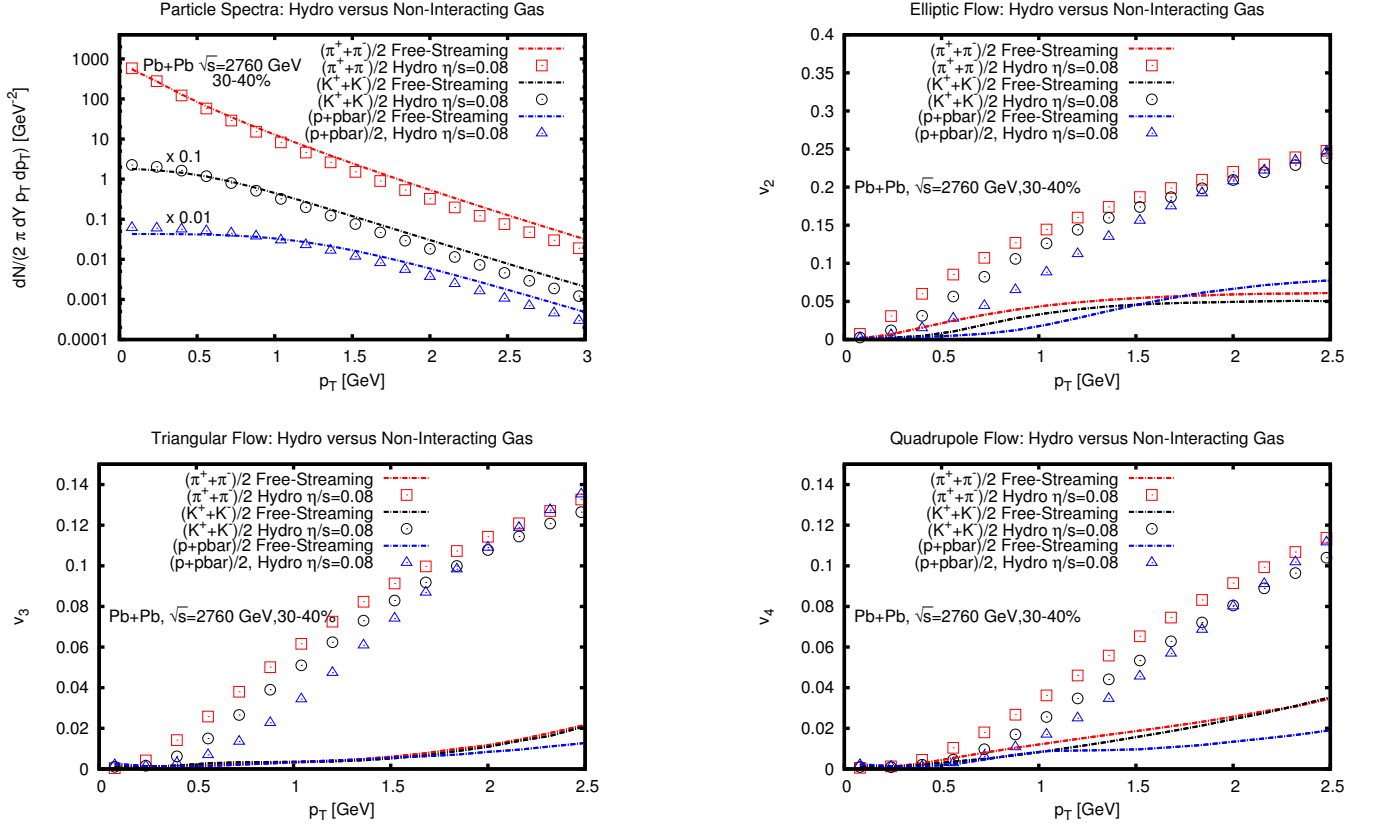 Particle Spectra: Hydro versus Non-Interacting Gas
dN/(2 π dY p_T dp_T) [GeV^-2]
1000
100
10
1
0.1
0.01
0.001
0.0001
Pb+Pb √s=2760 GeV
30-40%
(π^+ +π^-)/2 Free-Streaming
(π^+ +π^-)/2 Hydro η/s=0.08
(K^+ +K^-)/2 Free-Streaming
(K^+ +K^-)/2 Hydro η/s=0.08
(p+pbar)/2 Free-Streaming
(p+pbar)/2, Hydro η/s=0.08
x 0.1
x 0.01
0 0.5 1 1.5 2 2.5 3
p_T [GeV]
Elliptic Flow: Hydro versus Non-Interacting Gas
v_2
0.4
0.35
0.3
0.25
0.2
0.15
0.1
0.05
0
(π^+ +π^-)/2 Free-Streaming
(π^+ +π^-)/2 Hydro η/s=0.08
(K^+ +K^-)/2 Free-Streaming
(K^+ +K^-)/2 Hydro η/s=0.08
(p+pbar)/2 Free-Streaming
(p+pbar)/2, Hydro η/s=0.08
Pb+Pb, √s=2760 GeV,30-40%
0 0.5 1 1.5 2 2.5
p_T [GeV]
Triangular Flow: Hydro versus Non-Interacting Gas
v_3
0.14
0.12
0.1
0.08
0.06
0.04
0.02
0
(π^+ +π^-)/2 Free-Streaming
(π^+ +π^-)/2 Hydro η/s=0.08
(K^+ +K^-)/2 Free-Streaming
(K^+ +K^-)/2 Hydro η/s=0.08
(p+pbar)/2 Free-Streaming
(p+pbar)/2, Hydro η/s=0.08
Pb+Pb, √s=2760 GeV,30-40%
0 0.5 1 1.5 2 2.5
p_T [GeV]
Quadrupole Flow: Hydro versus Non-Interacting Gas
v_4
0.14
0.12
0.1
0.08
0.06
0.04
0.02
0
(π^+ +π^-)/2 Free-Streaming
(π^+ +π^-)/2 Hydro η/s=0.08
(K^+ +K^-)/2 Free-Streaming
(K^+ +K^-)/2 Hydro η/s=0.08
(p+pbar)/2 Free-Streaming
(p+pbar)/2, Hydro η/s=0.08
Pb+Pb, √s=2760 GeV,30-40%
0 0.5 1 1.5 2 2.5
p_T [GeV]